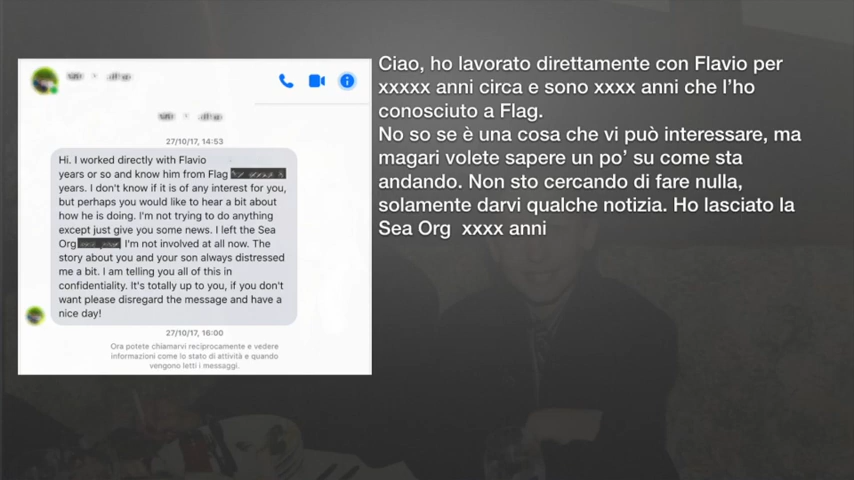 27/10/17, 14:53
Hi. I worked directly with Flavio
years or so and know him from Flag
years. I don't know if it is of any interest for you,
but perhaps you would like to hear a bit about
how he is doing. I'm not trying to do anything
except just give you some news. I left the Sea
Org I'm not involved at all now. The
story about you and your son always distressed
me a bit. I am telling you all of this in
confidentiality. It's totally up to you, if you don't
want please disregard the message and have a
nice day!
27/10/17, 16:00
Ora potete chiamarvi reciprocamente e vedere
informazioni come lo stato di attività e quando
vengono letti i messaggi.
Ciao, ho lavorato direttamente con Flavio per
xxxxx anni circa e sono xxxx anni che l'ho
conosciuto a Flag.
No so se è una cosa che vi può interessare, ma
magari volete sapere un po' su come sta
andando. Non sto cercando di fare nulla,
solamente darvi qualche notizia. Ho lasciato la
Sea Org xxxx anni